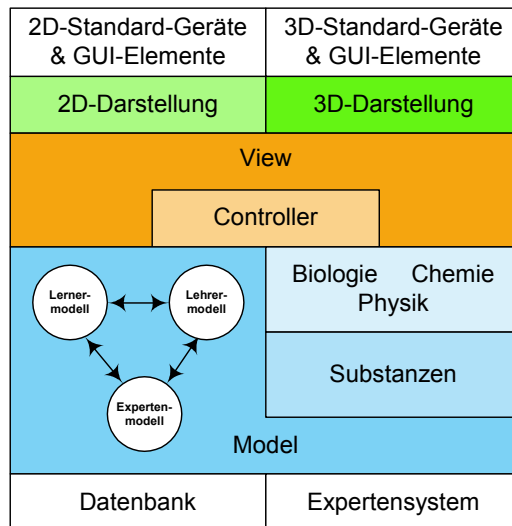 2D-Standard-Geräte
& GUI-Elemente
3D-Standard-Geräte
& GUI-Elemente
2D-Darstellung
3D-Darstellung
View
Controller
Lerner-
modell
Lehrer-
modell
Experten-
modell
Biologie Chemie
Physik
Substanzen
Model
Datenbank
Expertensystem